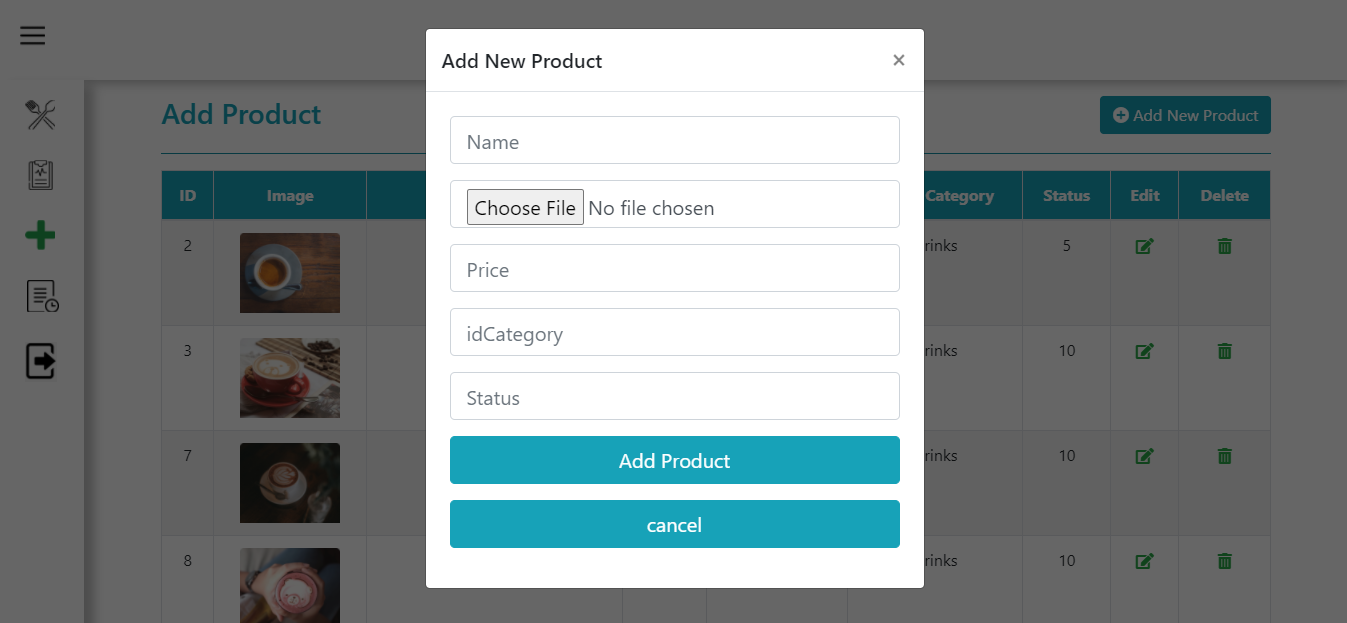 Add New Product
×
Add Product
Add New Product
Name
Choose File No file chosen
Price
idCategory
Status
Add Product
cancel
ID Image Category Status Edit Delete
2 rinks 5
3 rinks 10
7 rinks 10
8 rinks 10